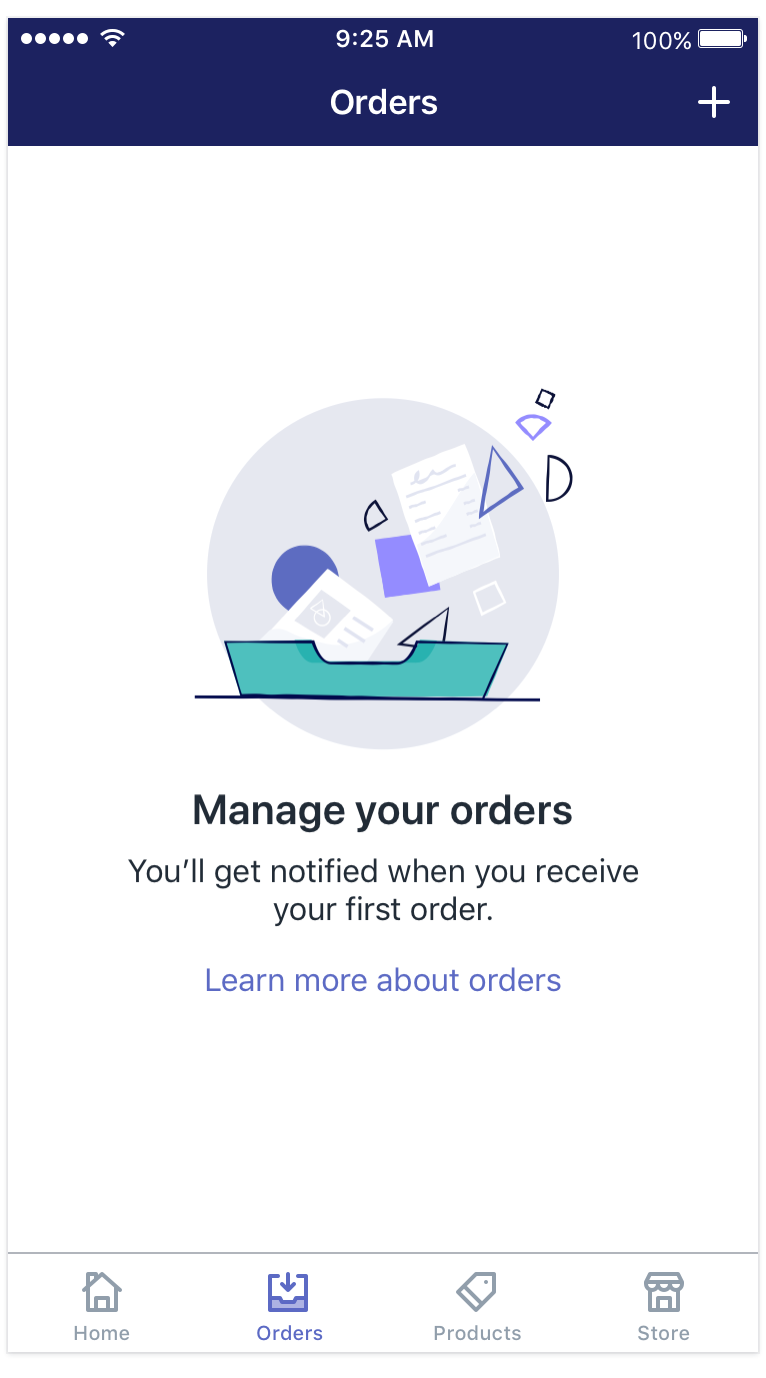 9:25 AM
100%
Orders
Manage your orders
You’ll get notified when you receive
your first order.
Learn more about orders
Home
Orders
Products
Store